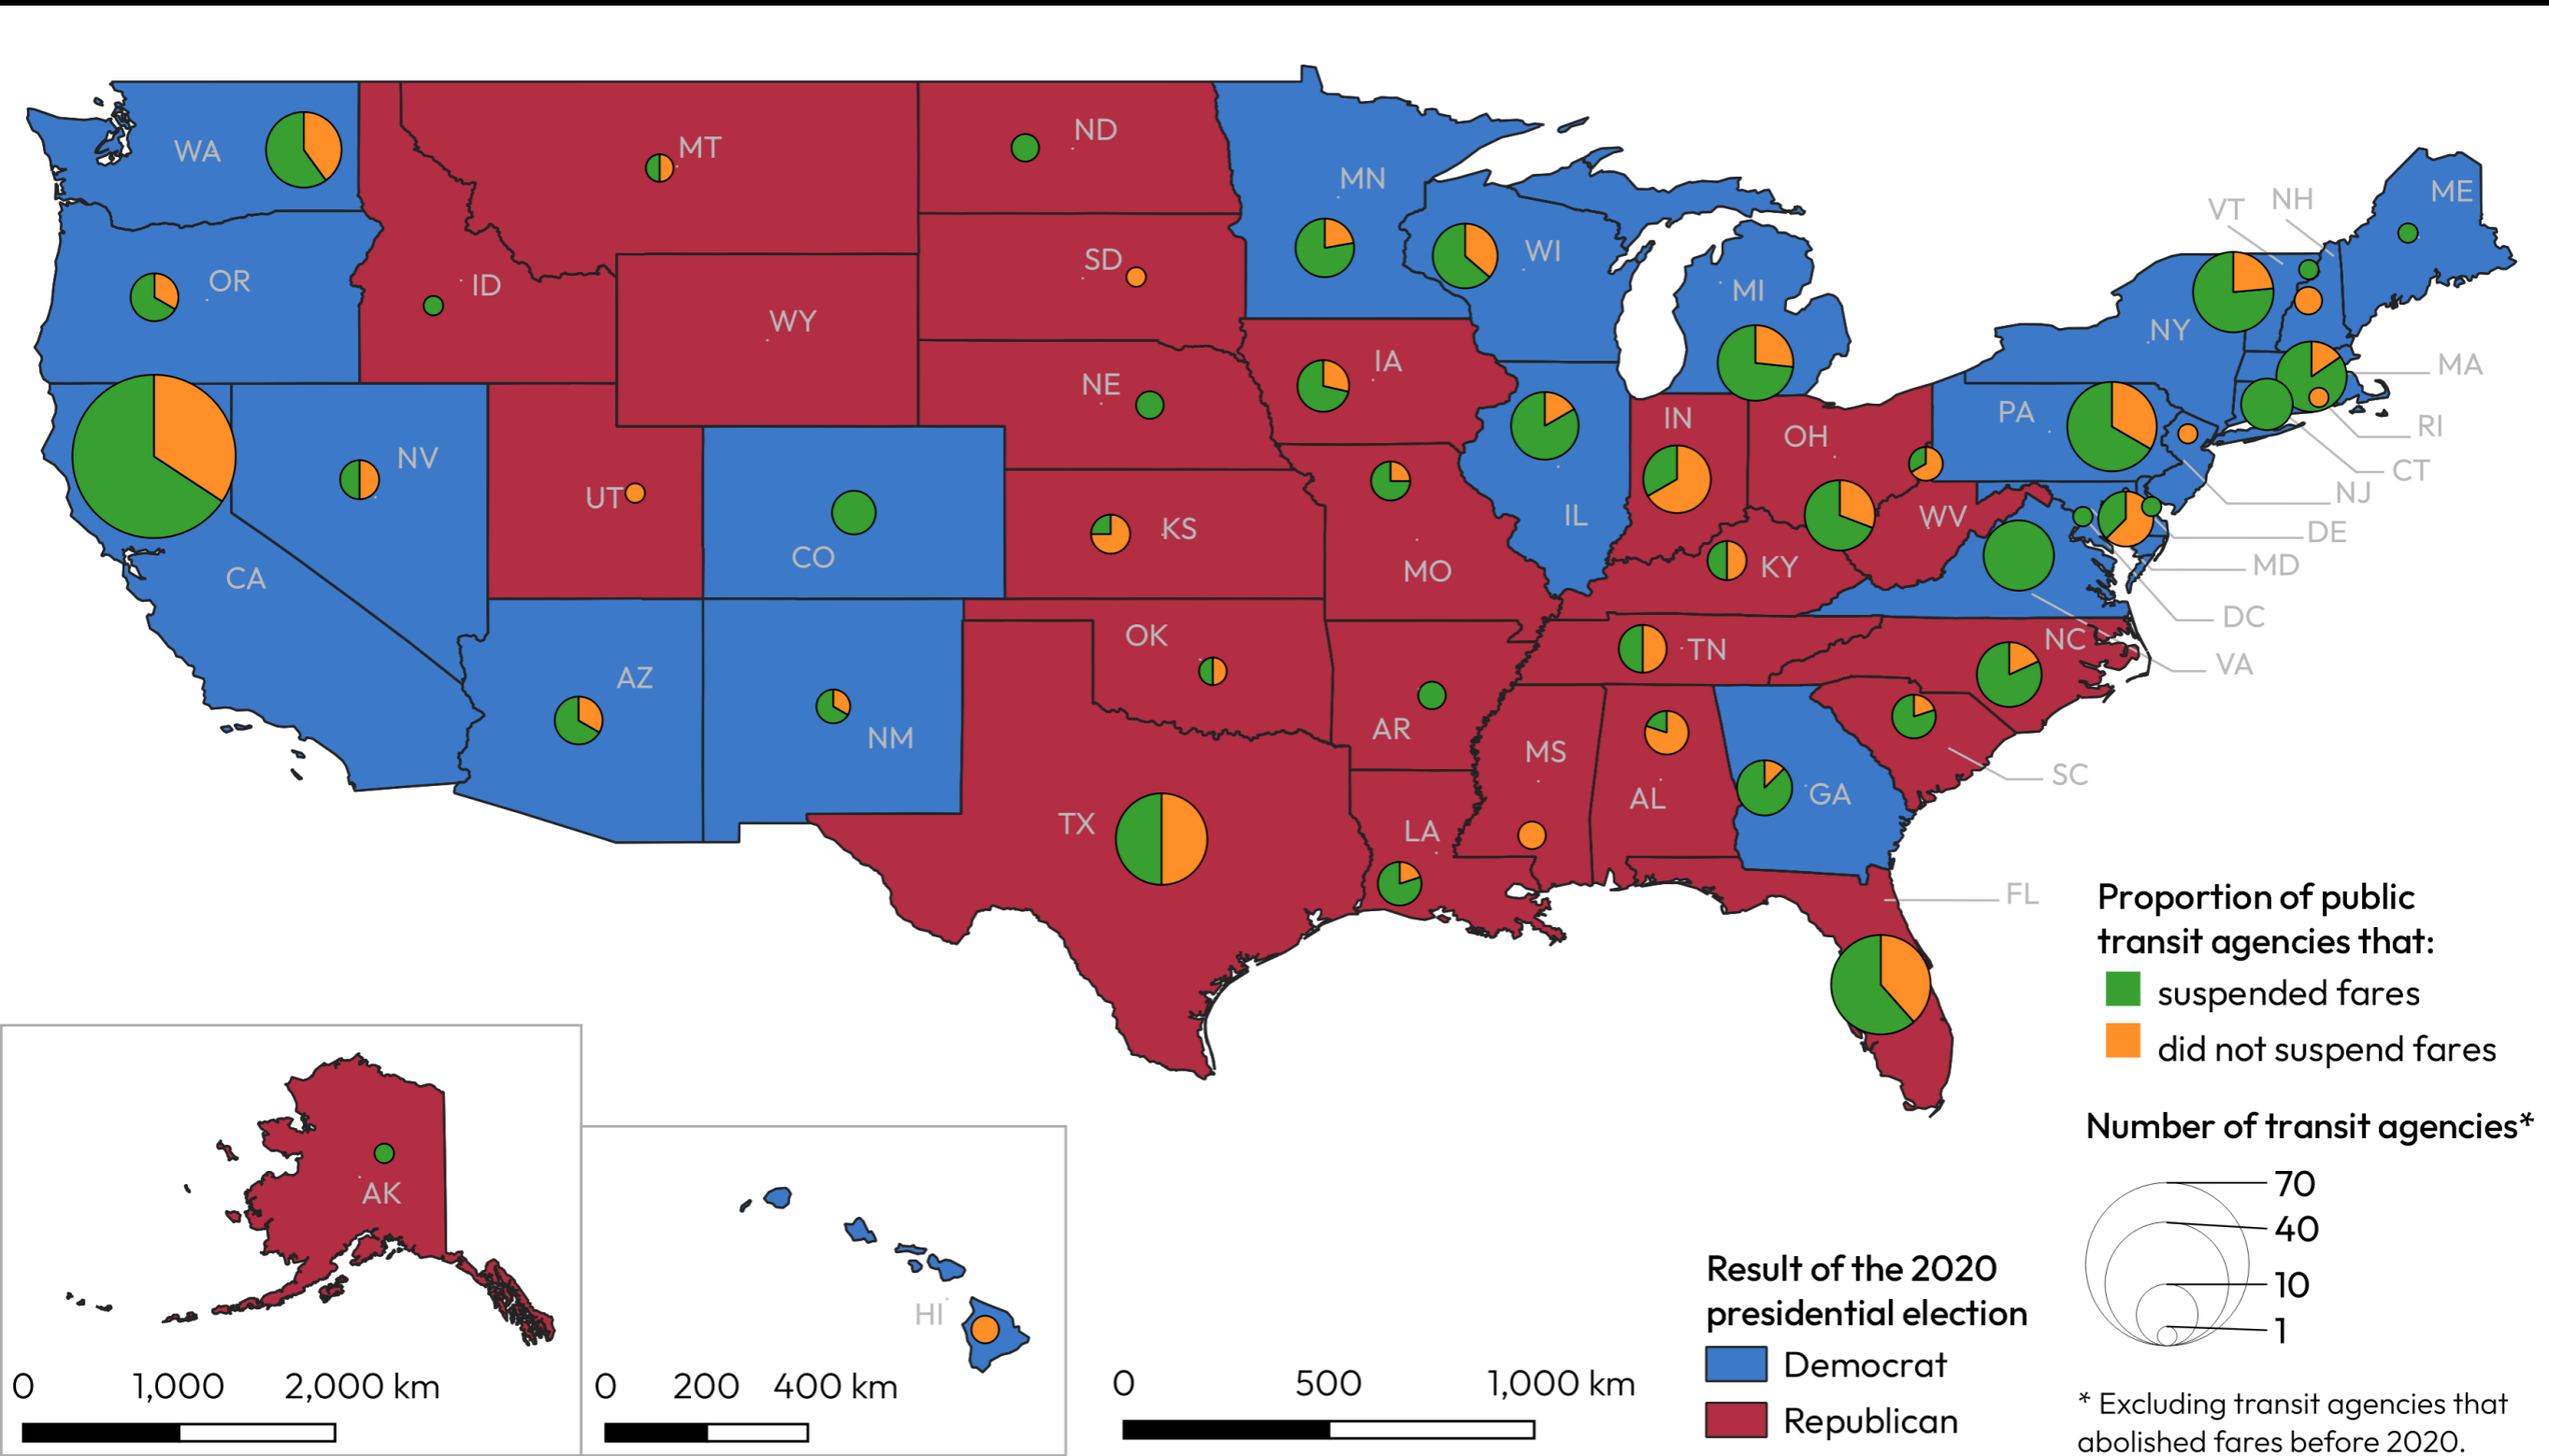 WA
MT
ND
MN
ME
NH
VT
OR
ID
SD
WI
MI
WY
NY
IA
MA
NE
IN
OH
PA
RI
NV
CT
UT
NJ
IL
WV
KS
DE
CO
MO
KY
MD
CA
DC
OK
TN
NC
VA
AZ
NM
AR
MS
SC
AL
GA
TX
LA
FL
AK
HI
Proportion of public
transit agencies that:
suspended fares
did not suspend fares
Number of transit agencies*
70
40
10
1
Result of the 2020
presidential election
Democrat
Republican
0 1,000 2,000 km
0 200 400 km
0 500 1,000 km
* Excluding transit agencies that
abolished fares before 2020.